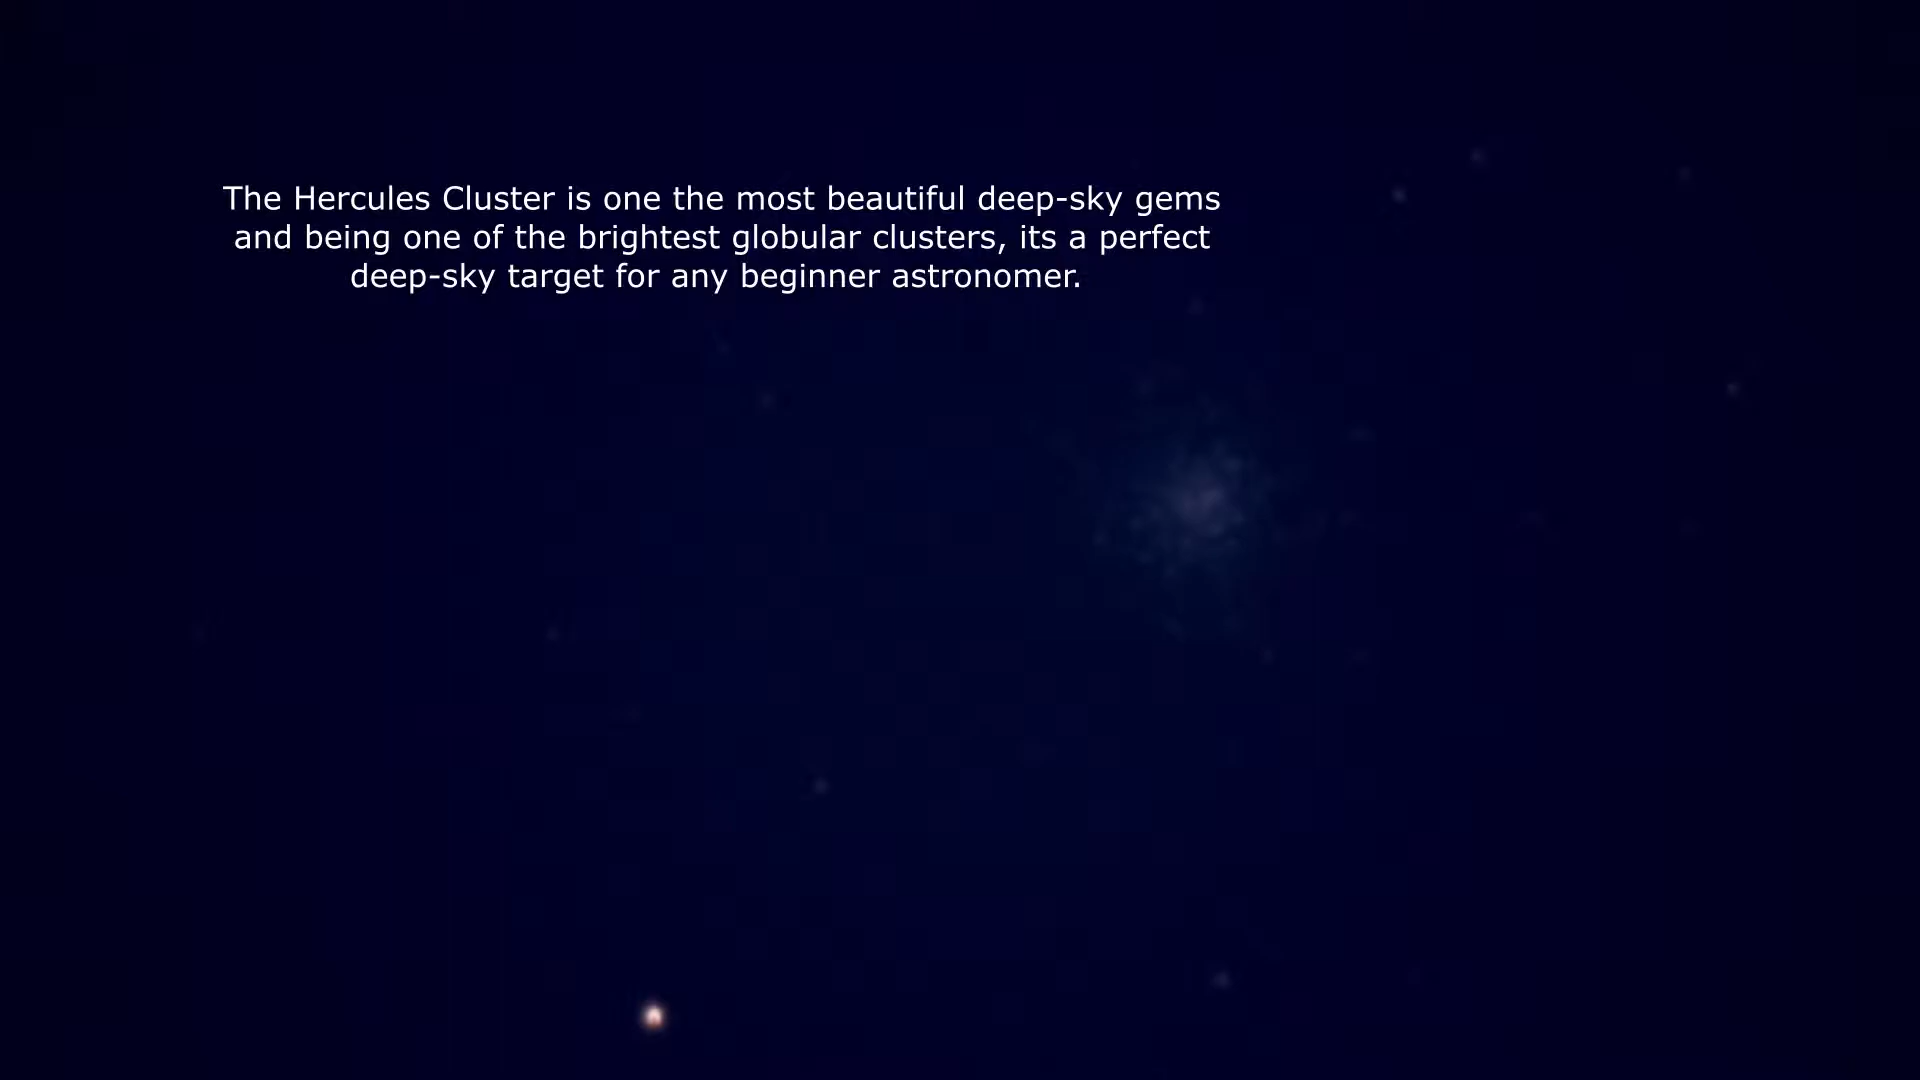 The Hercules Cluster is one the most beautiful deep-sky gems
and being one of the brightest globular clusters, its a perfect
deep-sky target for any beginner astronomer.